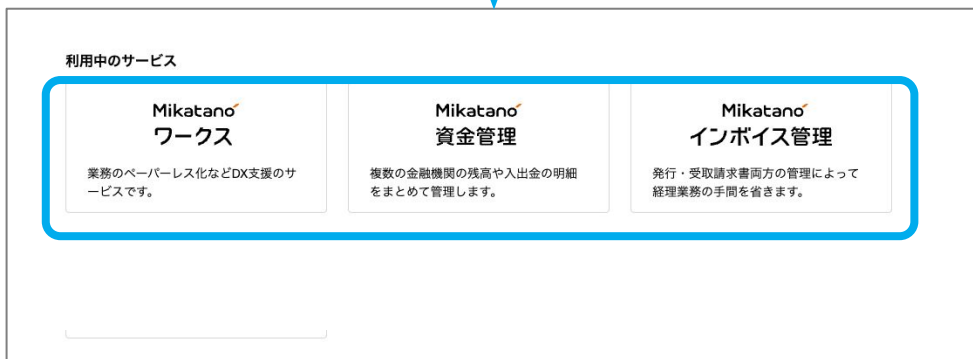 利用中のサービス
Mikatano
ワークス
業務のペーパーレス化などDX支援のサ
ービスです。
Mikatano
資金管理
複数の金融機関の残高や入出金の明細
をまとめて管理します。
Mikatano
インボイス管理
発行・受取請求書両方の管理によって
経理業務の手間を省きます。